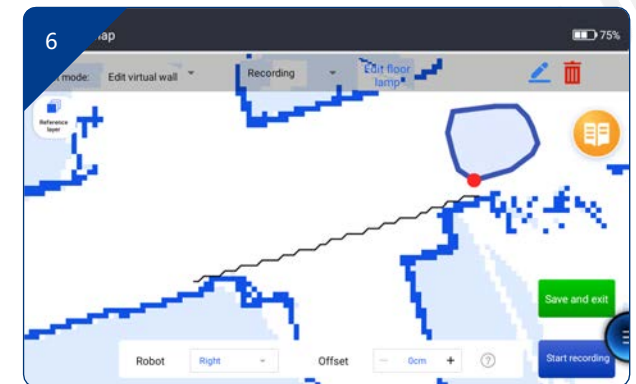 6
75%
mode: Edit virtual wall Recording Edit floor
lamp
Reference
layer
Save and exit
Robot Right Offset - 0cm + ?
Start recording